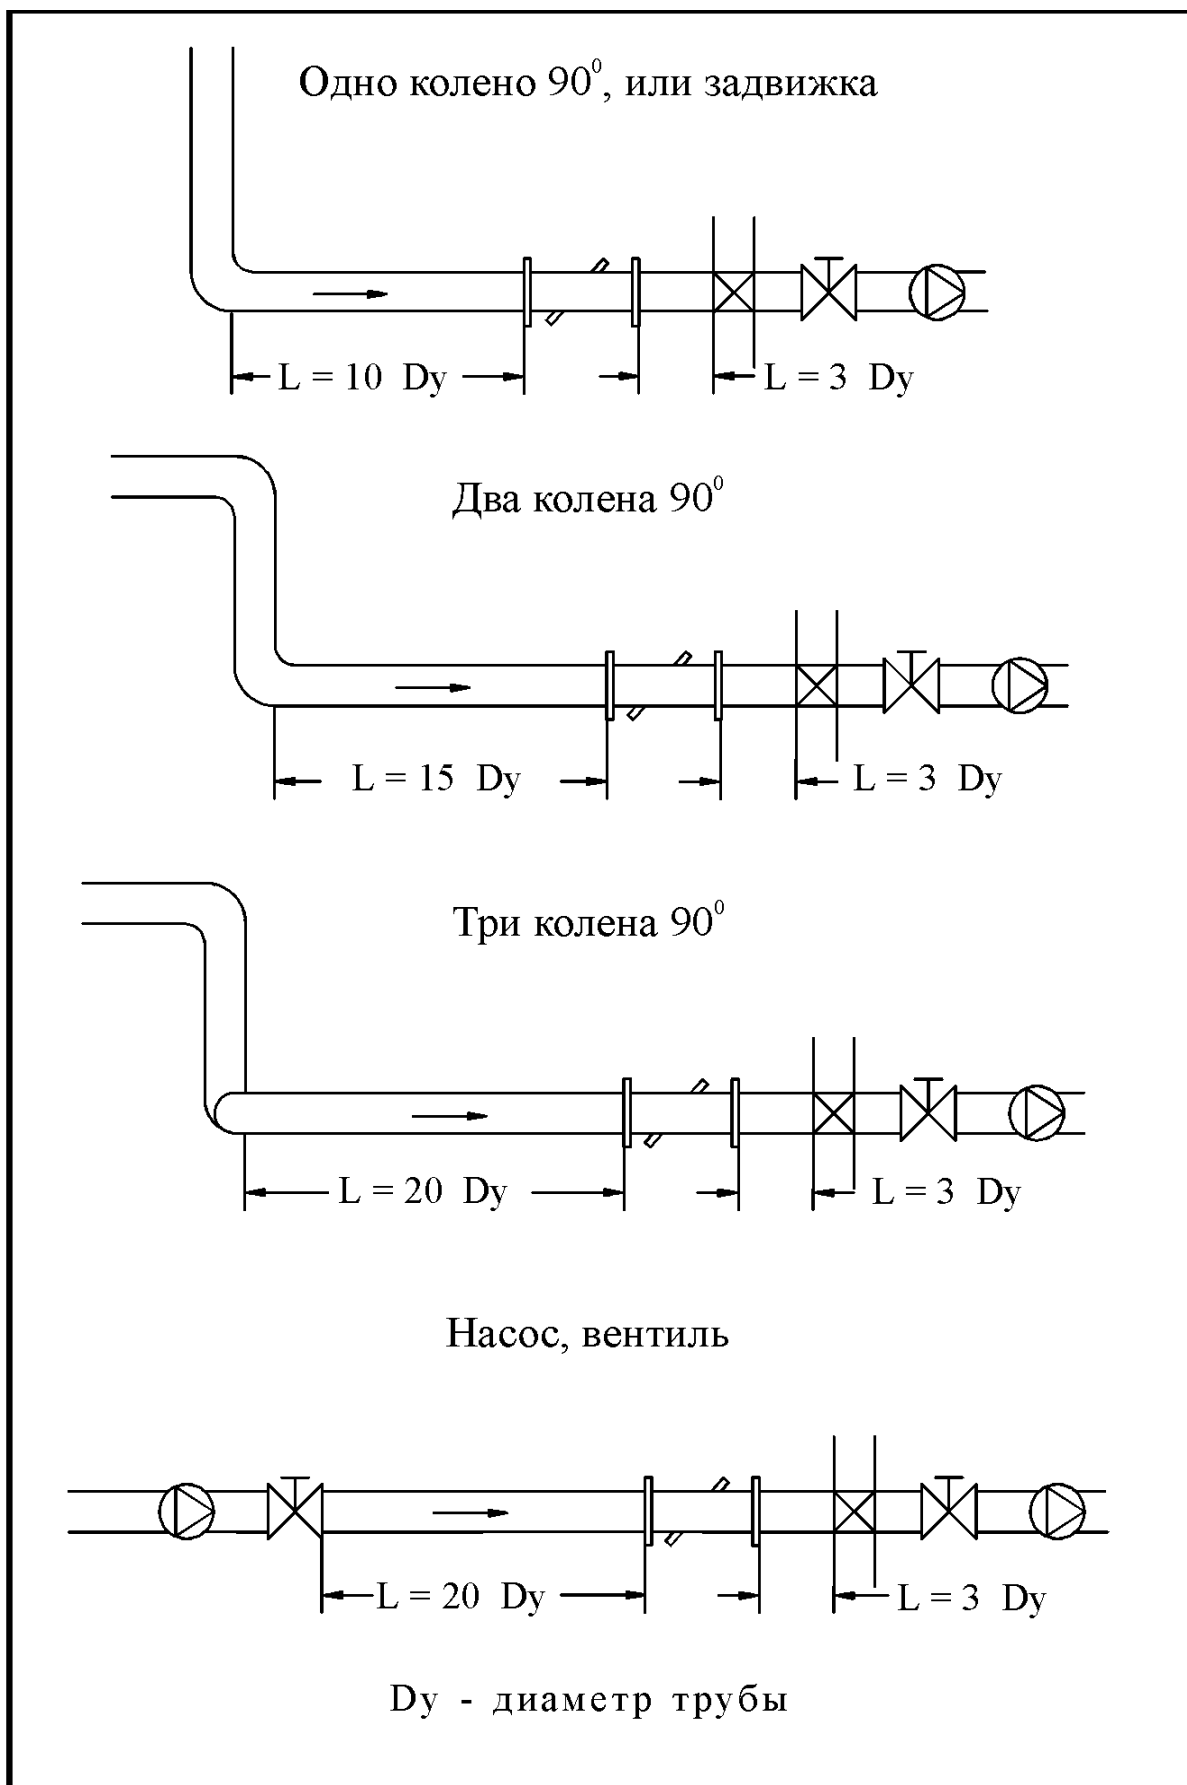 Одно колено 90⁰, или задвижка
L = 10 Dy
L = 3 Dy
Два колена 90⁰
L = 15 Dy
L = 3 Dy
Три колена 90⁰
L = 20 Dy
L = 3 Dy
Насос, вентиль
L = 20 Dy
L = 3 Dy
Dy - диаметр трубы